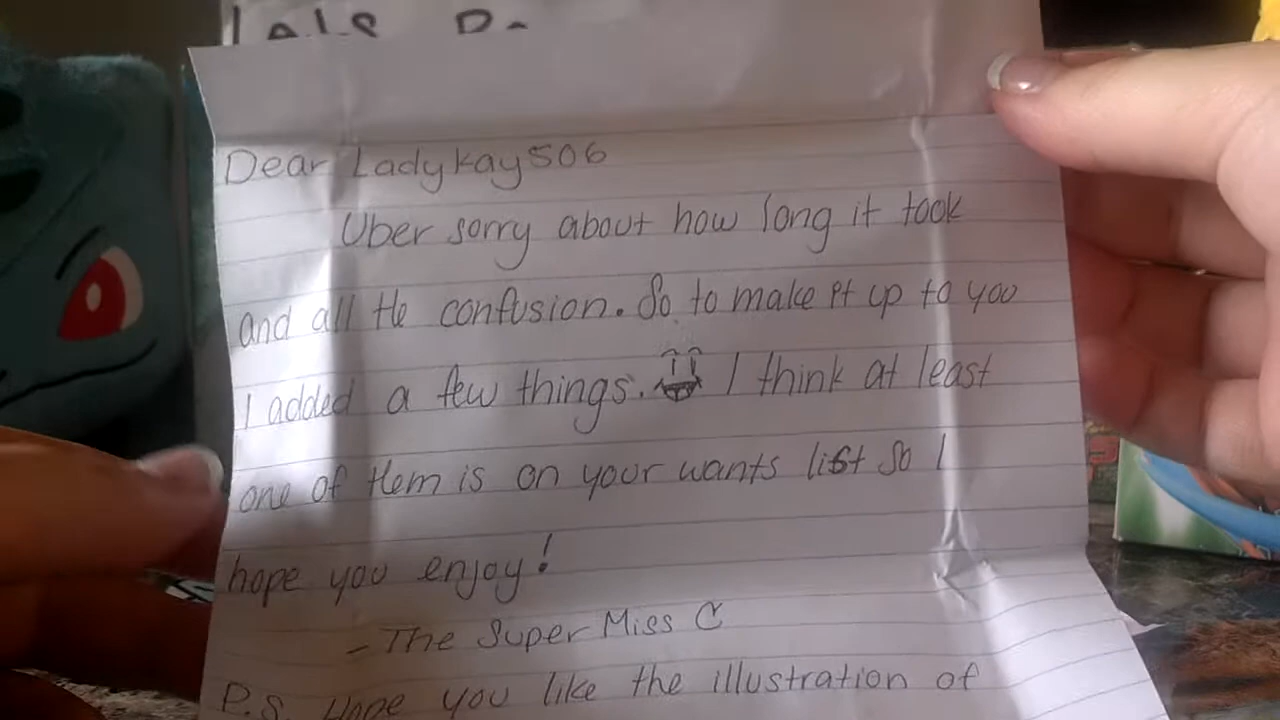 Dear Ladykay506
Uber sorry about how long it took
and all the confusion. So to make it up to you
I added a few things. I think at least
one of them is on your wants list so I
hope you enjoy!
- The Super Miss C
P.S. Hope you like the illustration of